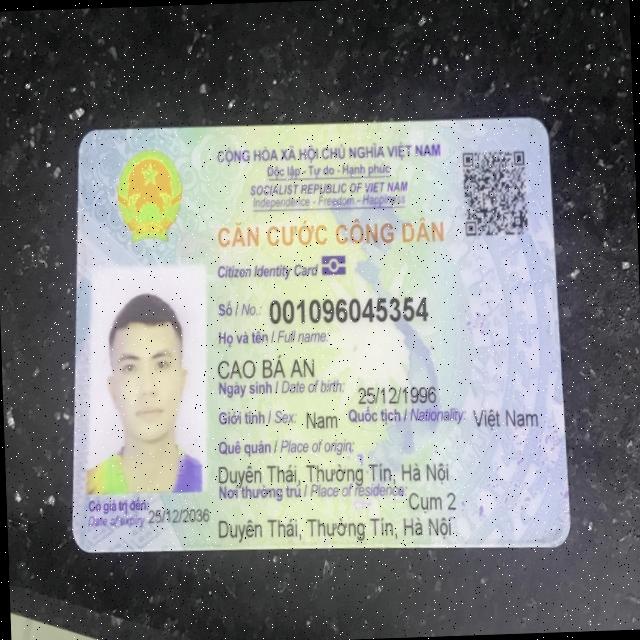 CỘNG HÒA XÃ HỘI CHỦ NGHĨA VIỆT NAM
Độc lập - Tự do - Hạnh phúc
SOCIALIST REPUBLIC OF VIET NAM
Independence - Freedom - Happiness
CĂN CƯỚC CÔNG DÂN
Citizen Identity Card
Số / No.: 001096045354
Họ và tên / Full name:
CAO BÁ AN
Ngày sinh / Date of birth: 25/12/1996
Giới tính / Sex: Nam Quốc tịch / Nationality: Việt Nam
Quê quán / Place of origin:
Duyên Thái, Thường Tín, Hà Nội
Nơi thường trú / Place of residence: Cụm 2
Duyên Thái, Thường Tín, Hà Nội
Có giá trị đến: 25/12/2036
Date of expiry